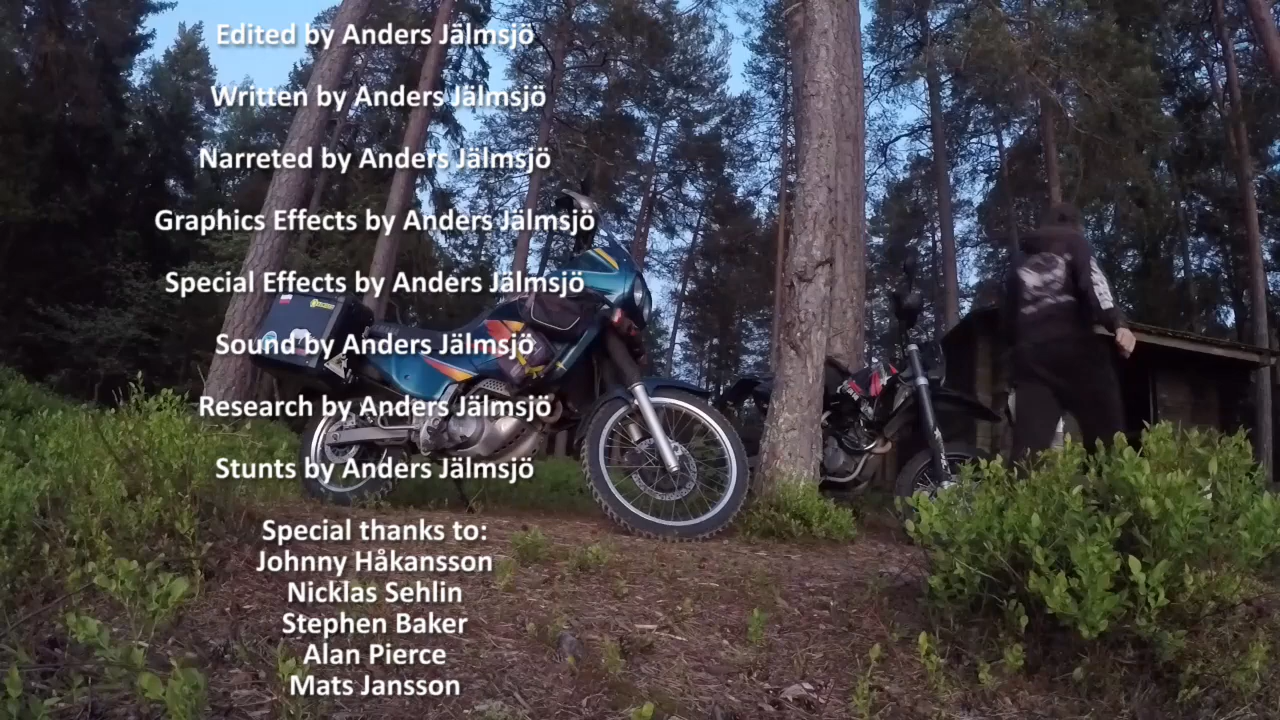 Edited by Anders Jälmsjö
Written by Anders Jälmsjö
Narreted by Anders Jälmsjö
Graphics Effects by Anders Jälmsjö
Special Effects by Anders Jälmsjö
Sound by Anders Jälmsjö
Research by Anders Jälmsjö
Stunts by Anders Jälmsjö
Special thanks to:
Johnny Håkansson
Nicklas Sehlin
Stephen Baker
Alan Pierce
Mats Jansson